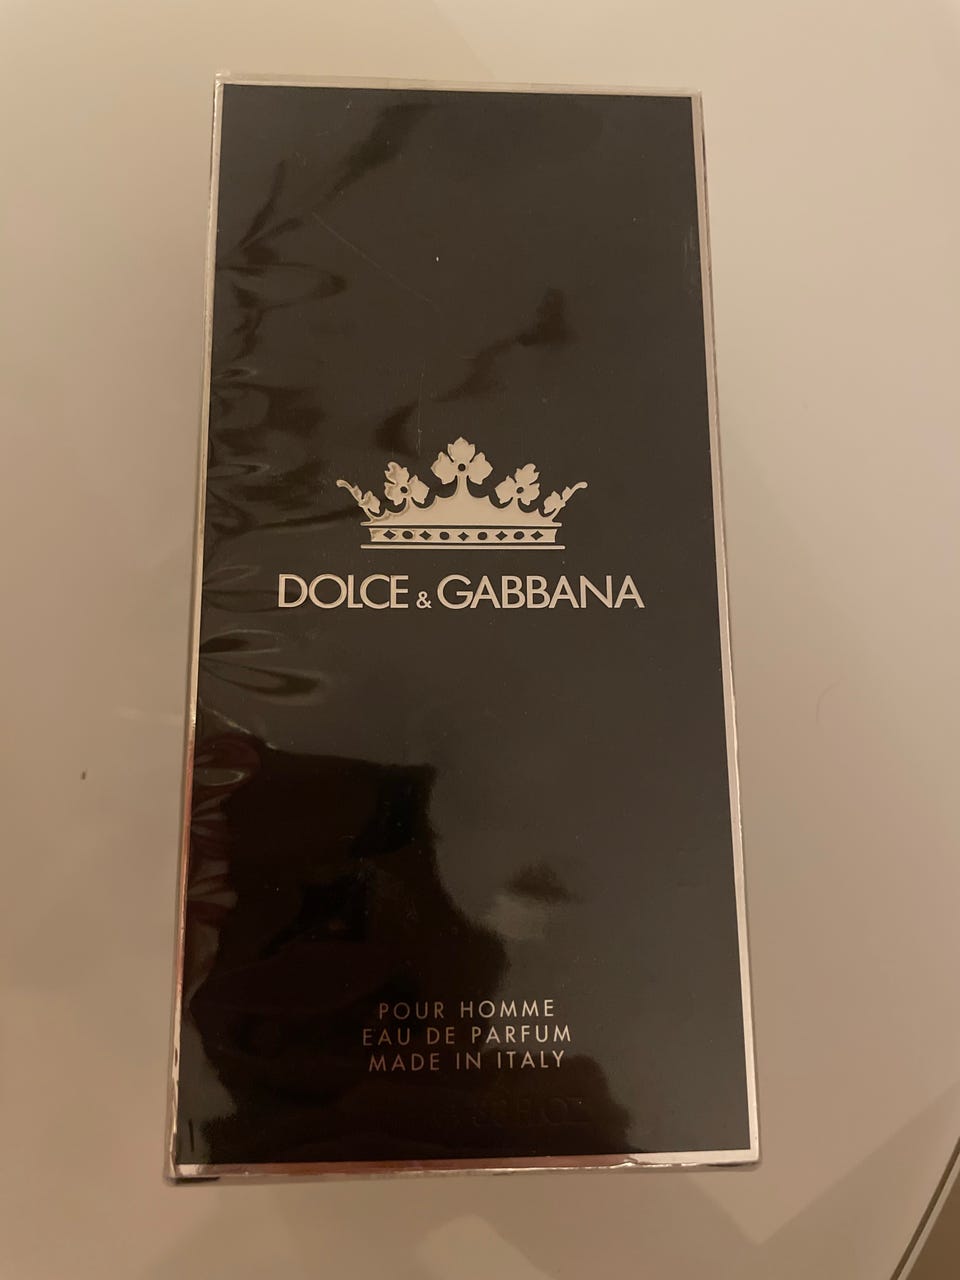 DOLCE & GABBANA
POUR HOMME
EAU DE PARFUM
MADE IN ITALY